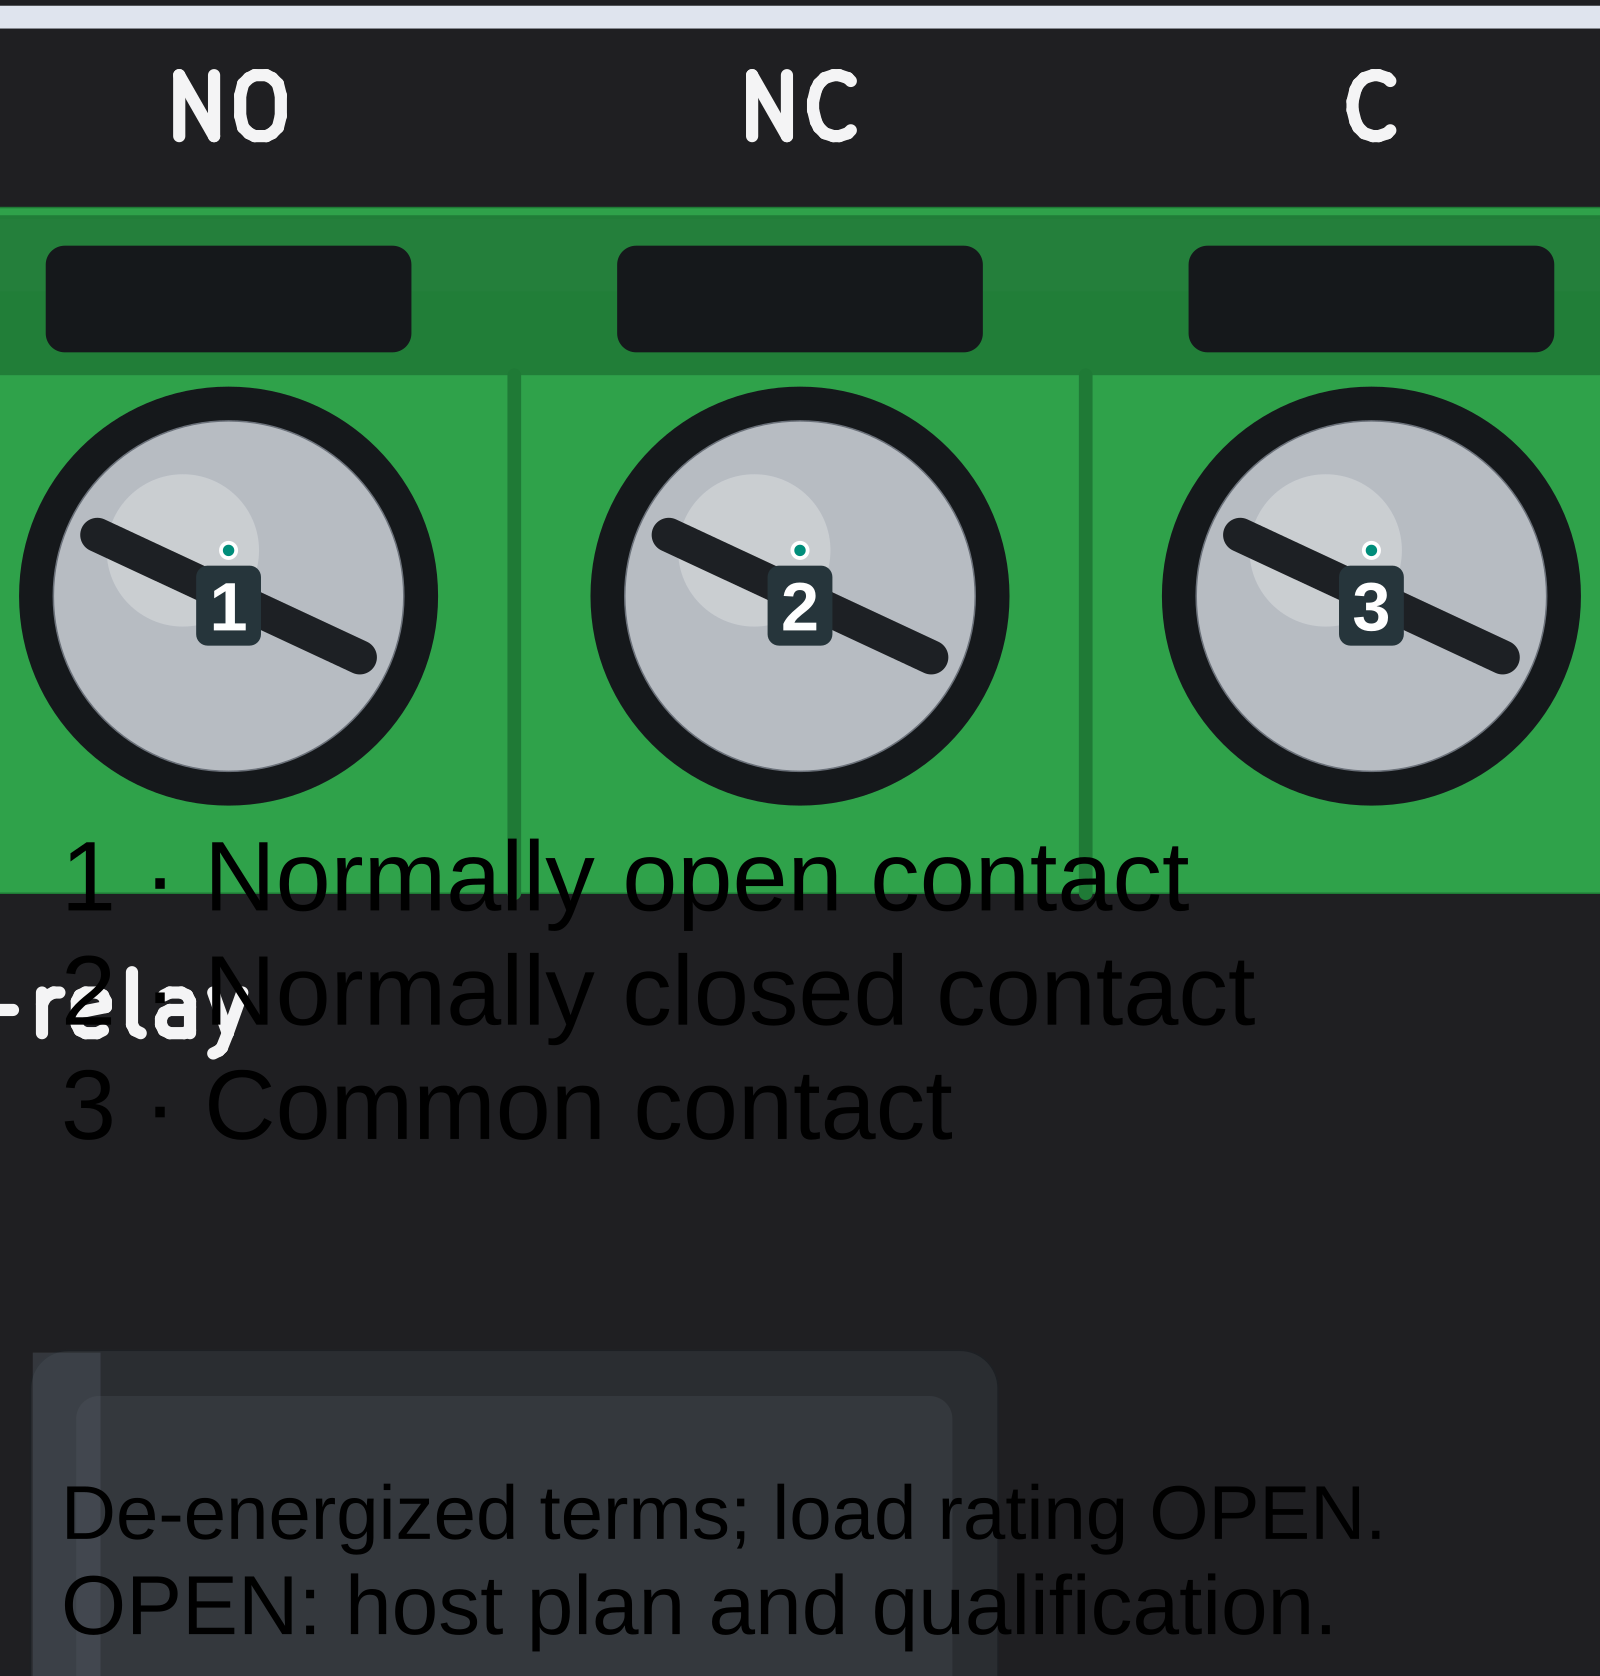 NO NC C
1 2 3
1 · Normally open contact
2 · Normally closed contact
-relay
3 · Common contact
De-energized terms; load rating OPEN.
OPEN: host plan and qualification.